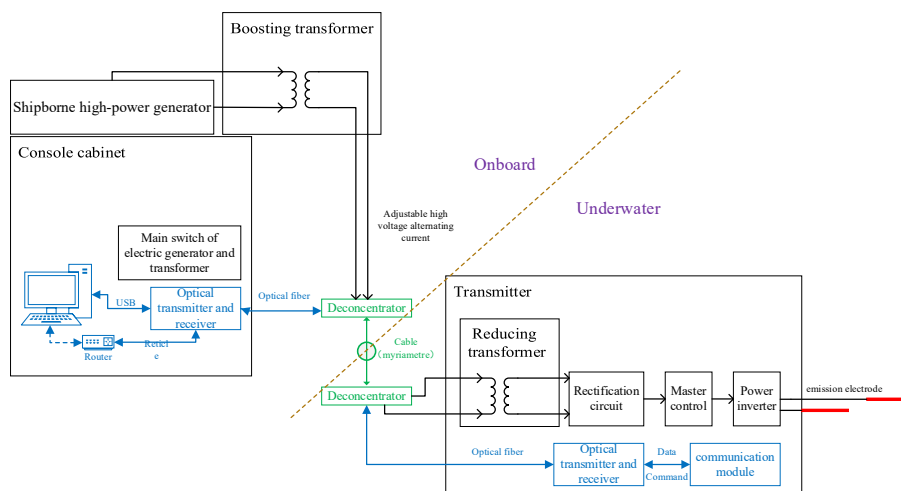 Boosting transformer
Shipborne high-power generator
Console cabinet
Onboard
Underwater
Adjustable high
voltage alternating
current
Main switch of
electric generator and
transformer
USB
Optical
transmitter and
receiver
Optical fiber
Deconcentrator
Router
Reticl
e
Cable
(myriametre)
Deconcentrator
Transmitter
Reducing
transformer
Rectification
circuit
Master
control
Power
inverter
emission electrode
Optical fiber
Optical
transmitter and
receiver
Data
Command
communication
module